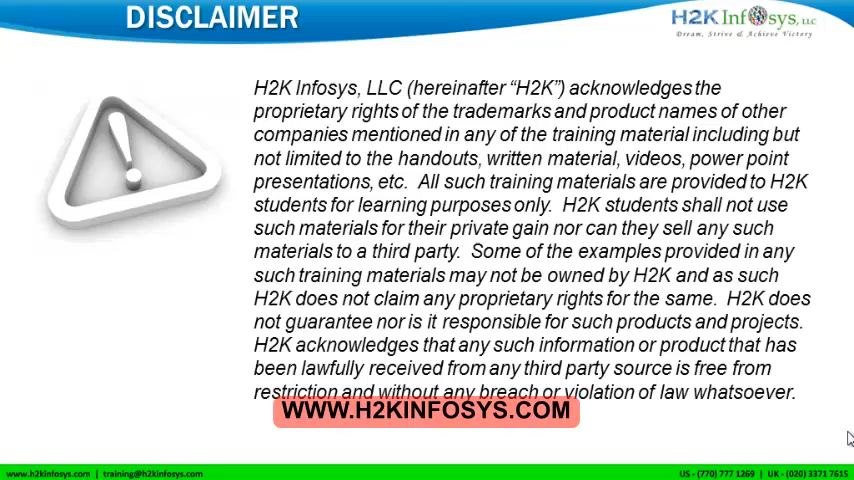 DISCLAIMER
H2K Infosys, LLC
Dream, Strive & Achieve Victory
H2K Infosys, LLC (hereinafter “H2K”) acknowledges the
proprietary rights of the trademarks and product names of other
companies mentioned in any of the training material including but
not limited to the handouts, written material, videos, power point
presentations, etc. All such training materials are provided to H2K
students for learning purposes only. H2K students shall not use
such materials for their private gain nor can they sell any such
materials to a third party. Some of the examples provided in any
such training materials may not be owned by H2K and as such
H2K does not claim any proprietary rights for the same. H2K does
not guarantee nor is it responsible for such products and projects.
H2K acknowledges that any such information or product that has
been lawfully received from any third party source is free from
restriction and without any breach or violation of law whatsoever.
WWW.H2KINFOSYS.COM
www.h2kinfosys.com | training@h2kinfosys.com
US - (770) 777 1269 | UK - (020) 3371 7615